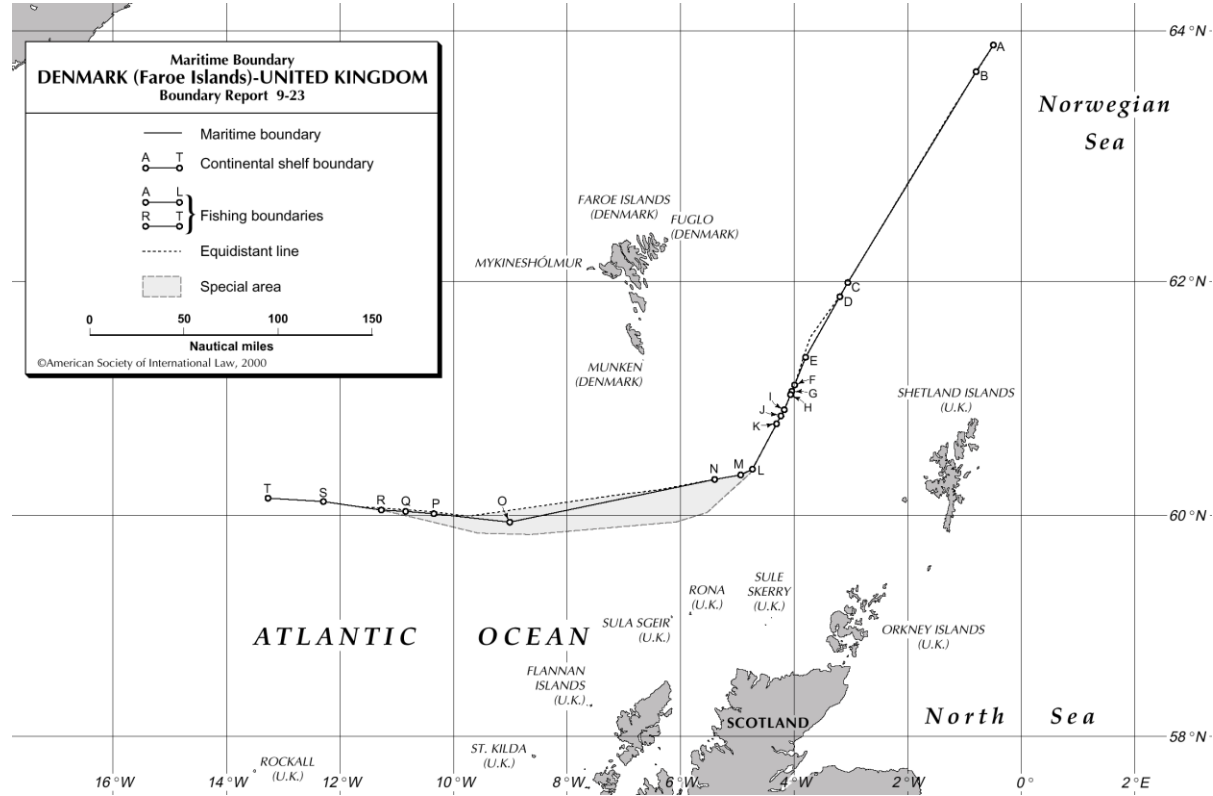 Maritime Boundary
DENMARK (Faroe Islands)-UNITED KINGDOM
Boundary Report 9-23
Maritime boundary
A T
Continental shelf boundary
A L
R T
Fishing boundaries
Equidistant line
Special area
0 50 100 150
Nautical miles
©American Society of International Law, 2000
64°N
A
B
Norwegian
Sea
FAROE ISLANDS
(DENMARK)
FUGLO
(DENMARK)
MYKINESHÓLMUR
62°N
C
D
MUNKEN
(DENMARK)
E
F
G
H
I
J
K
SHETLAND ISLANDS
(U.K.)
L
M
N
O
P
Q
R
S
T
60°N
SULE
SKERRY
(U.K.)
RONA
(U.K.)
SULA SGEIR
(U.K.)
ORKNEY ISLANDS
(U.K.)
ATLANTIC OCEAN
FLANNAN
ISLANDS
(U.K.)
SCOTLAND
North Sea
58°N
ST. KILDA
(U.K.)
ROCKALL
(U.K.)
16° 14° 12° 10°W 8° 6°W 4°W 2°W 0° 2°E